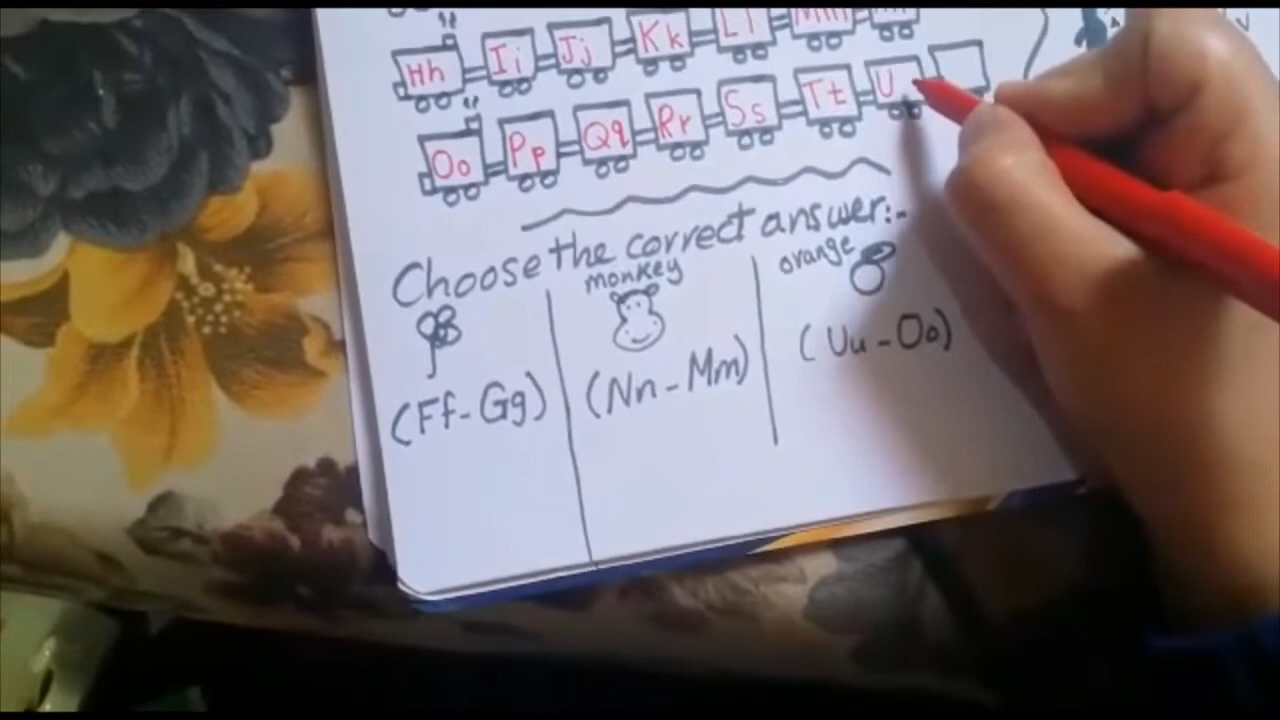 Hh Ii Jj Kk Ll Mm
Oo Pp Qq Rr Ss Tt U
Choose the correct answer:-
monkey
orange
(Ff-Gg)
(Nn-Mm)
(Uu-Oo)